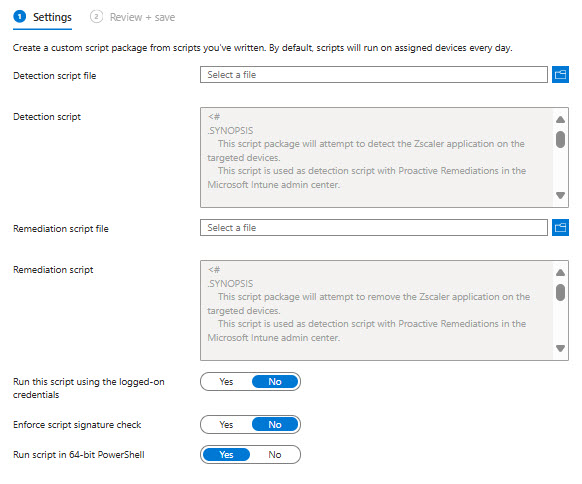 1 Settings 2 Review + save
Create a custom script package from scripts you've written. By default, scripts will run on assigned devices every day.
Detection script file
Select a file
Detection script
<#
.SYNOPSIS
This script package will attempt to detect the Zscaler application on the
targeted devices.
This script is used as detection script with Proactive Remediations in the
Microsoft Intune admin center.
Remediation script file
Select a file
Remediation script
<#
.SYNOPSIS
This script package will attempt to remove the Zscaler application on the
targeted devices.
This script is used as detection script with Proactive Remediations in the
Microsoft Intune admin center.
Run this script using the logged-on
credentials
Yes No
Enforce script signature check
Yes No
Run script in 64-bit PowerShell
Yes No